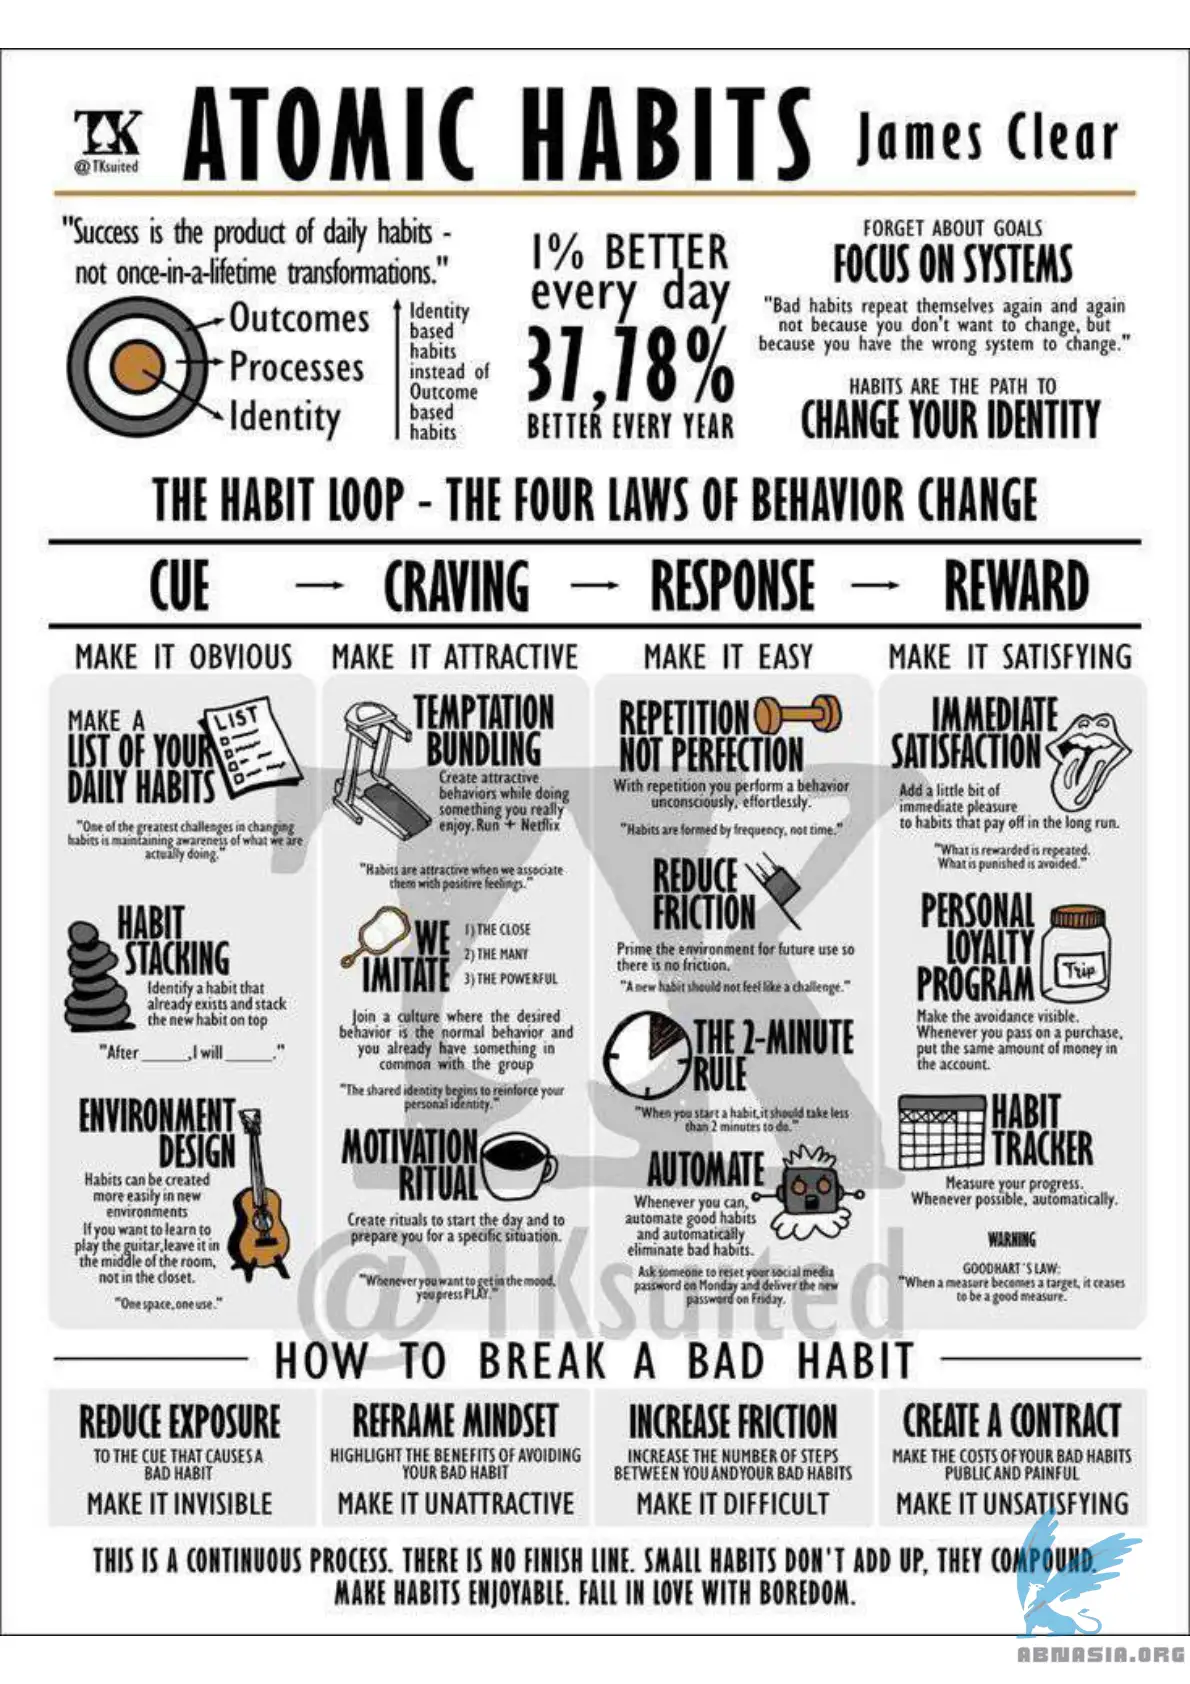 TK
@TKsuited
ATOMIC HABITS
James Clear
"Success is the product of daily habits -
not once-in-a-lifetime transformations."
Outcomes
Processes
Identity
Identity
based
habits
instead of
Outcome
based
habits
1% BETTER
every day
37,78%
BETTER EVERY YEAR
FORGET ABOUT GOALS
FOCUS ON SYSTEMS
"Bad habits repeat themselves again and again
not because you don't want to change, but
because you have the wrong system to change."
HABITS ARE THE PATH TO
CHANGE YOUR IDENTITY
THE HABIT LOOP - THE FOUR LAWS OF BEHAVIOR CHANGE
CUE → CRAVING → RESPONSE → REWARD
MAKE IT OBVIOUS
MAKE IT ATTRACTIVE
MAKE IT EASY
MAKE IT SATISFYING
MAKE A
LIST OF YOUR
DAILY HABITS
LIST
"One of the greatest challenges in changing
habits is maintaining awareness of what we are
actually doing."
HABIT
STACKING
Identify a habit that
already exists and stack
the new habit on top
"After _____,I will _____."
ENVIRONMENT
DESIGN
Habits can be created
more easily in new
environments
If you want to learn to
play the guitar,leave it in
the middle of the room,
not in the closet.
"One space, one use."
TEMPTATION
BUNDLING
Create attractive
behaviors while doing
something you really
enjoy. Run + Netflix
"Habits are attractive when we associate
them with positive feelings."
WE
IMITATE
1) THE CLOSE
2) THE MANY
3) THE POWERFUL
Join a culture where the desired
behavior is the normal behavior and
you already have something in
common with the group
"The shared identity begins to reinforce your
personal identity."
MOTIVATION
RITUAL
Create rituals to start the day and to
prepare you for a specific situation.
"Whenever you want to get in the mood,
you press PLAY."
REPETITION
NOT PERFECTION
With repetition you perform a behavior
unconsciously, effortlessly.
"Habits are formed by frequency, not time."
REDUCE
FRICTION
Prime the environment for future use so
there is no friction.
"A new habit should not feel like a challenge."
THE 2-MINUTE
RULE
"When you start a habit,it should take less
than 2 minutes to do."
AUTOMATE
Whenever you can,
automate good habits
and automatically
eliminate bad habits.
Ask someone to reset your social media
password on Monday and deliver the new
password on Friday.
IMMEDIATE
SATISFACTION
Add a little bit of
immediate pleasure
to habits that pay off in the long run.
"What is rewarded is repeated.
What is punished is avoided."
PERSONAL
LOYALTY
PROGRAM
Trip
Make the avoidance visible.
Whenever you pass on a purchase,
put the same amount of money in
the account.
HABIT
TRACKER
Measure your progress.
Whenever possible, automatically.
WARNING
GOODHART'S LAW:
"When a measure becomes a target, it ceases
to be a good measure.
TK
@TKsuited
HOW TO BREAK A BAD HABIT
REDUCE EXPOSURE
TO THE CUE THAT CAUSES A
BAD HABIT
MAKE IT INVISIBLE
REFRAME MINDSET
HIGHLIGHT THE BENEFITS OF AVOIDING
YOUR BAD HABIT
MAKE IT UNATTRACTIVE
INCREASE FRICTION
INCREASE THE NUMBER OF STEPS
BETWEEN YOU AND YOUR BAD HABITS
MAKE IT DIFFICULT
CREATE A CONTRACT
MAKE THE COSTS OF YOUR BAD HABITS
PUBLIC AND PAINFUL
MAKE IT UNSATISFYING
THIS IS A CONTINUOUS PROCESS. THERE IS NO FINISH LINE. SMALL HABITS DON'T ADD UP, THEY COMPOUND.
MAKE HABITS ENJOYABLE. FALL IN LOVE WITH BOREDOM.
ABNASIA.ORG